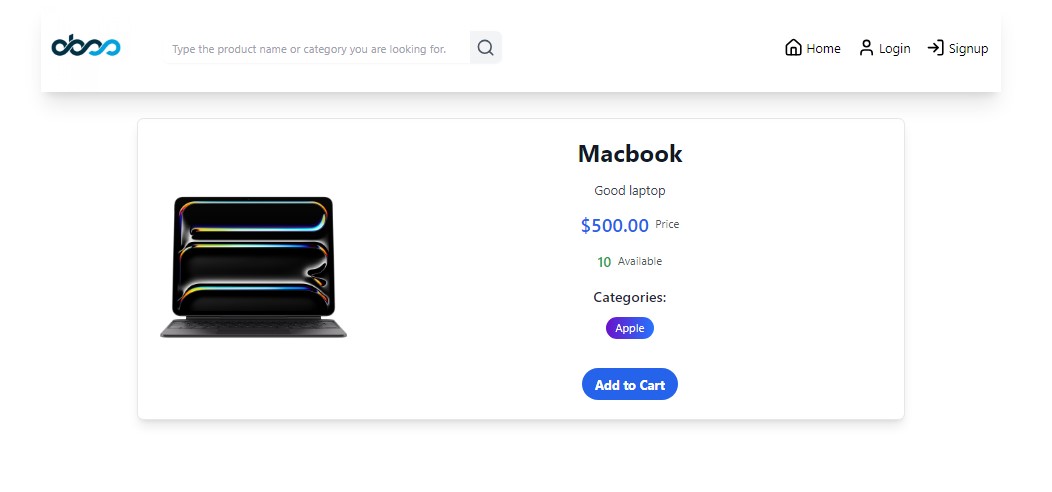 obss
Type the product name or category you are looking for.
Home
Login
Signup
Macbook
Good laptop
$500.00 Price
10 Available
Categories:
Apple
Add to Cart